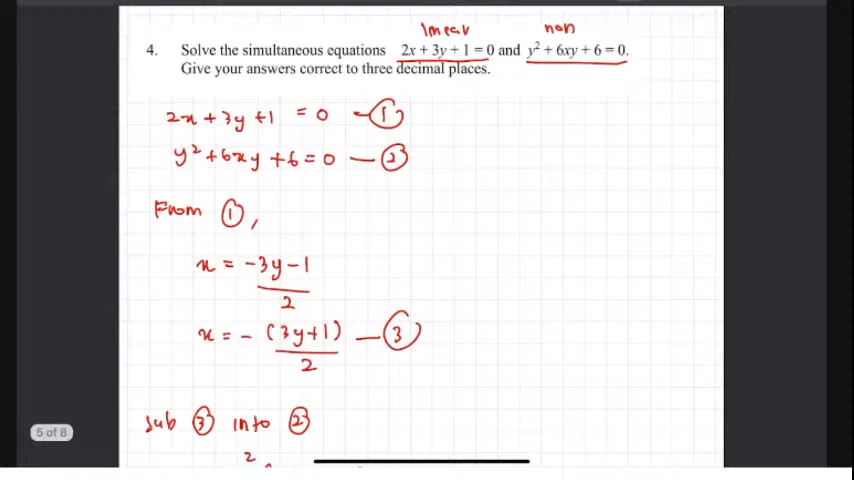 linear non
4. Solve the simultaneous equations 2x + 3y + 1 = 0 and y² + 6xy + 6 = 0.
Give your answers correct to three decimal places.
2x + 3y + 1 = 0 — ①
y² + 6xy + 6 = 0 — ②
From ①,
x = -3y - 1
2
x = - (3y+1) — ③
2
5 of 8
sub ③ into ②
2